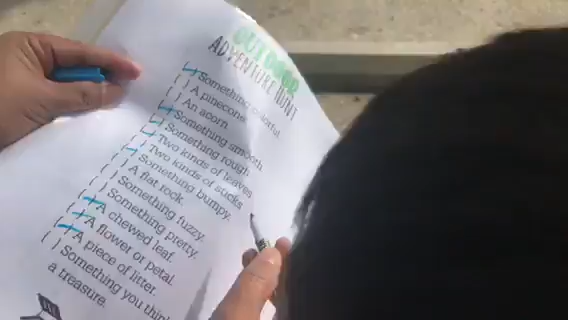 OUTDOOR
ADVENTURE HUNT
( ) Something colorful.
( ) A pinecone.
( ) An acorn.
( ) Something smooth.
( ) Something rough.
( ) Two kinds of leaves
( ) Two kinds of sticks
( ) Something bumpy.
( ) A flat rock.
( ) Something fuzzy.
( ) Something pretty.
( ) A chewed leaf.
( ) A flower or petal.
( ) A piece of litter.
( ) Something you think
a treasure.